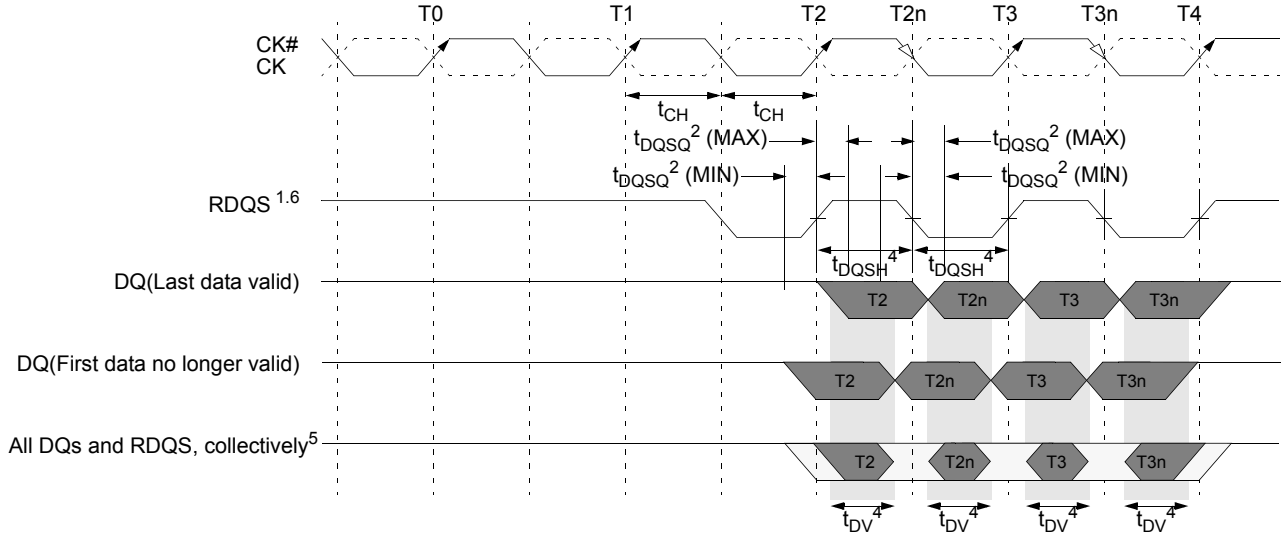 T0 T1 T2 T2n T3 T3n T4
CK#
CK
tCH tCH
tDQSQ2 (MAX) tDQSQ2 (MAX)
tDQSQ2 (MIN) tDQSQ2 (MIN)
RDQS 1.6
tDQSH4 tDQSH4
DQ(Last data valid)
T2 T2n T3 T3n
DQ(First data no longer valid)
T2 T2n T3 T3n
All DQs and RDQS, collectively5
T2 T2n T3 T3n
tDV4 tDV4 tDV4 tDV4